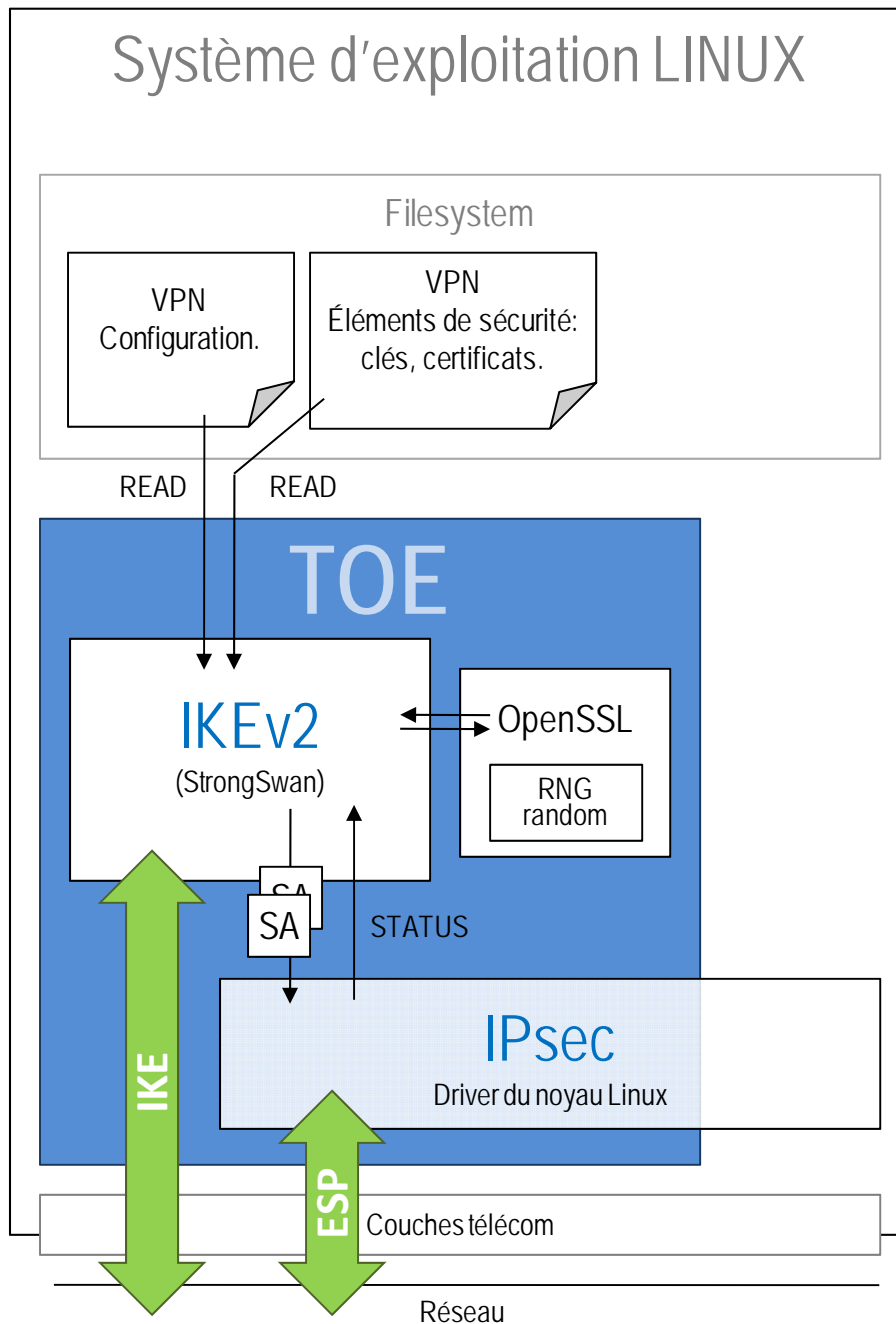 Système d'exploitation LINUX
Filesystem
VPN
Configuration.
VPN
Éléments de sécurité:
clés, certificats.
READ
READ
TOE
IKEv2
(StrongSwan)
OpenSSL
RNG
random
SA
SA
STATUS
IPsec
Driver du noyau Linux
IKE
ESP
Couches télécom
Réseau